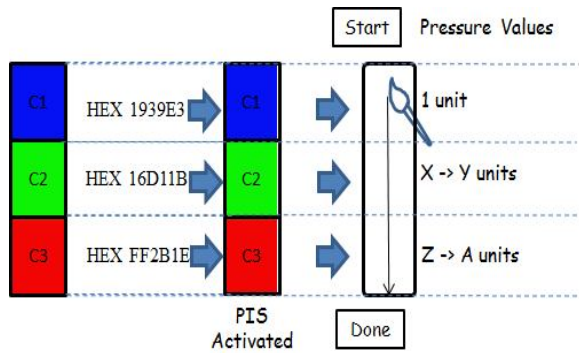 Start Pressure Values
C1 HEX 1939E3 C1 1 unit
C2 HEX 16D11B C2 X -> Y units
C3 HEX FF2B1E C3 Z -> A units
PIS
Activated
Done